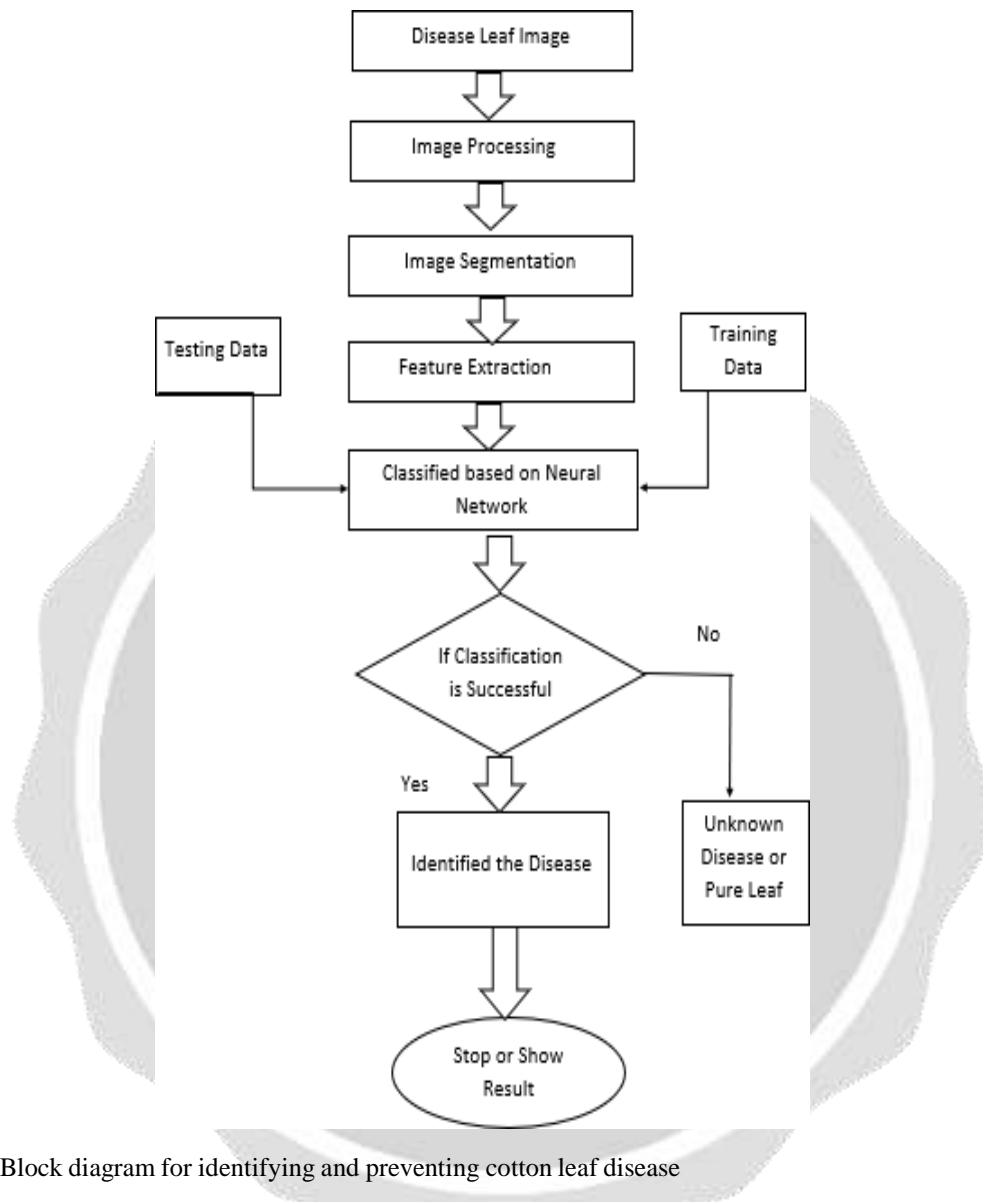 Disease Leaf Image
Image Processing
Image Segmentation
Testing Data
Feature Extraction
Training
Data
Classified based on Neural
Network
If Classification
is Successful
No
Yes
Identified the Disease
Unknown
Disease or
Pure Leaf
Stop or Show
Result
Block diagram for identifying and preventing cotton leaf disease